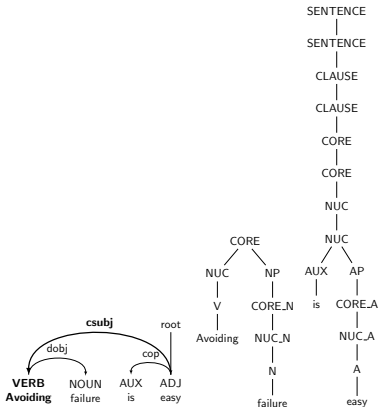 SENTENCE
SENTENCE
CLAUSE
CLAUSE
CORE
CORE
NUC
CORE NUC
NUC NP AUX AP
csubj root V CORE_N is CORE_A
dobj cop Avoiding NUC_N NUC_A
VERB NOUN AUX ADJ N A
Avoiding failure is easy failure easy